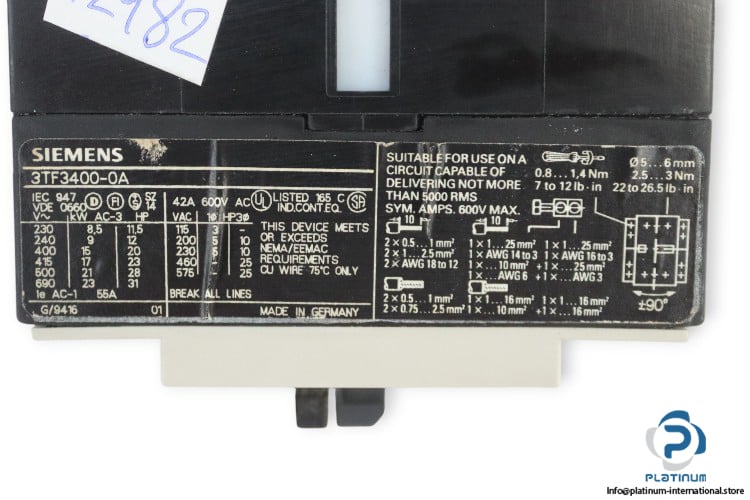 2982
SIEMENS
3TF3400-0A
IEC 947
VDE 0660
V~ kW AC-3 HP
230 8,5 11,5
240 9 12
400 15 20
415 17 23
500 21 28
690 23 31
Ie AC-1 55A
G/9416 01
42A 600V AC UL LISTED 165 C
IND.CONT.EQ.
VAC 1Ø HP3Ø
115 3 -
200 5 10
230 5 10
460 - 25
575 - 25
THIS DEVICE MEETS
OR EXCEEDS
NEMA/EEMAC
REQUIREMENTS
CU WIRE 75°C ONLY
BREAK ALL LINES
MADE IN GERMANY
SUITABLE FOR USE ON A
CIRCUIT CAPABLE OF
DELIVERING NOT MORE
THAN 5000 RMS
SYM. AMPS. 600V MAX.
0.8...1,4 Nm
7 to 12 lb·in
Ø 5...6 mm
2.5...3 Nm
22 to 26.5 lb·in
10 10
2 × 0.5...1 mm² 1 × 1...25 mm² 1 × 1...25 mm²
2 × 1...2.5 mm² 1 AWG 14 to 3 1 AWG 16 to 3
2 × AWG 18 to 12 1 × ...10 mm² +1 × ...25 mm²
1 × ...AWG 6 +1 × ...AWG 3
2 × 0.5...1 mm² 1 × 1...16 mm² 1 × 1...16 mm²
2 × 0.75...2.5 mm² 1 × ...10 mm² +1 × ...16 mm²
±90°
PLATINUM
Info@platinum-international.store